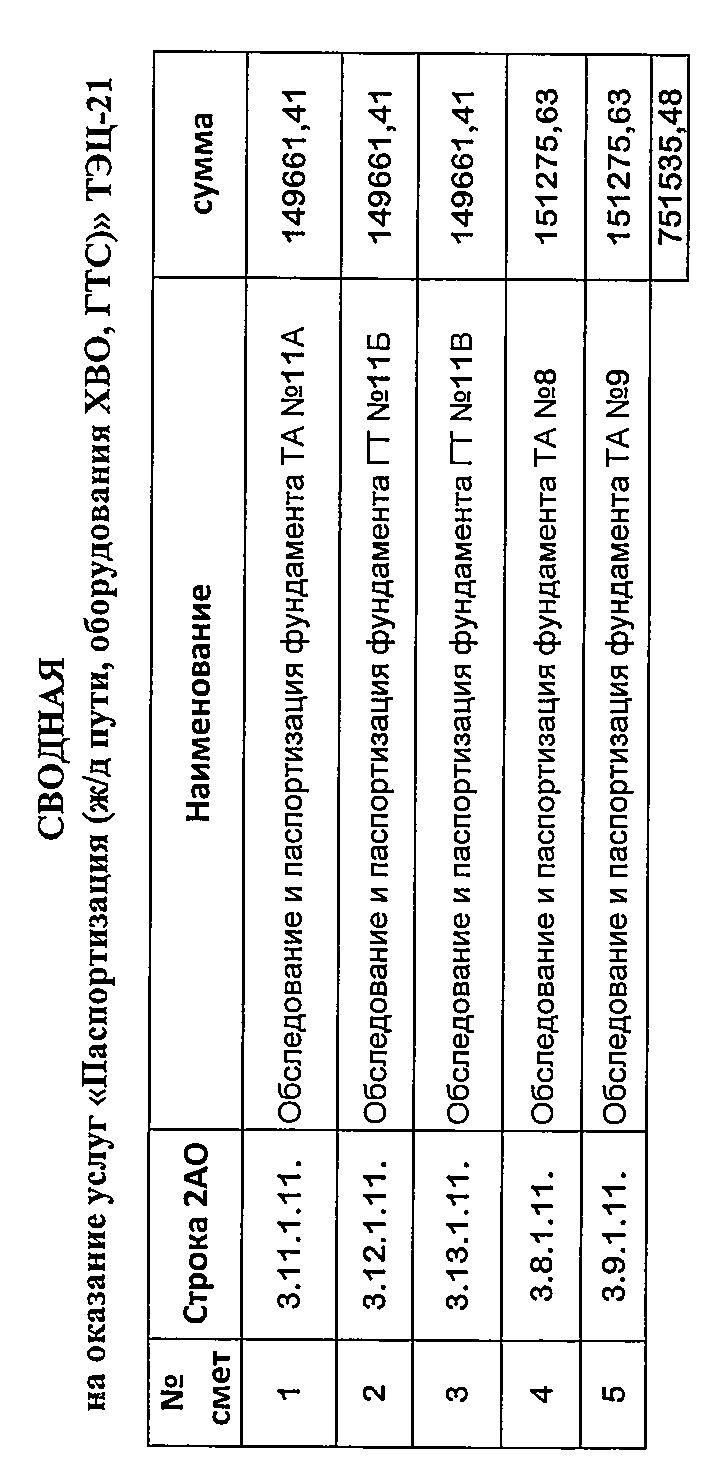 СВОДНАЯ
на оказание услуг «Паспортизация (ж/д пути, оборудования ХВО, ГТС)» ТЭЦ-21
№ смет Строка 2АО Наименование сумма
1 3.11.1.11. Обследование и паспортизация фундамента ТА №11А 149661,41
2 3.12.1.11. Обследование и паспортизация фундамента ГТ №11Б 149661,41
3 3.13.1.11. Обследование и паспортизация фундамента ГТ №11В 149661,41
4 3.8.1.11. Обследование и паспортизация фундамента ТА №8 151275,63
5 3.9.1.11. Обследование и паспортизация фундамента ТА №9 151275,63
751535,48